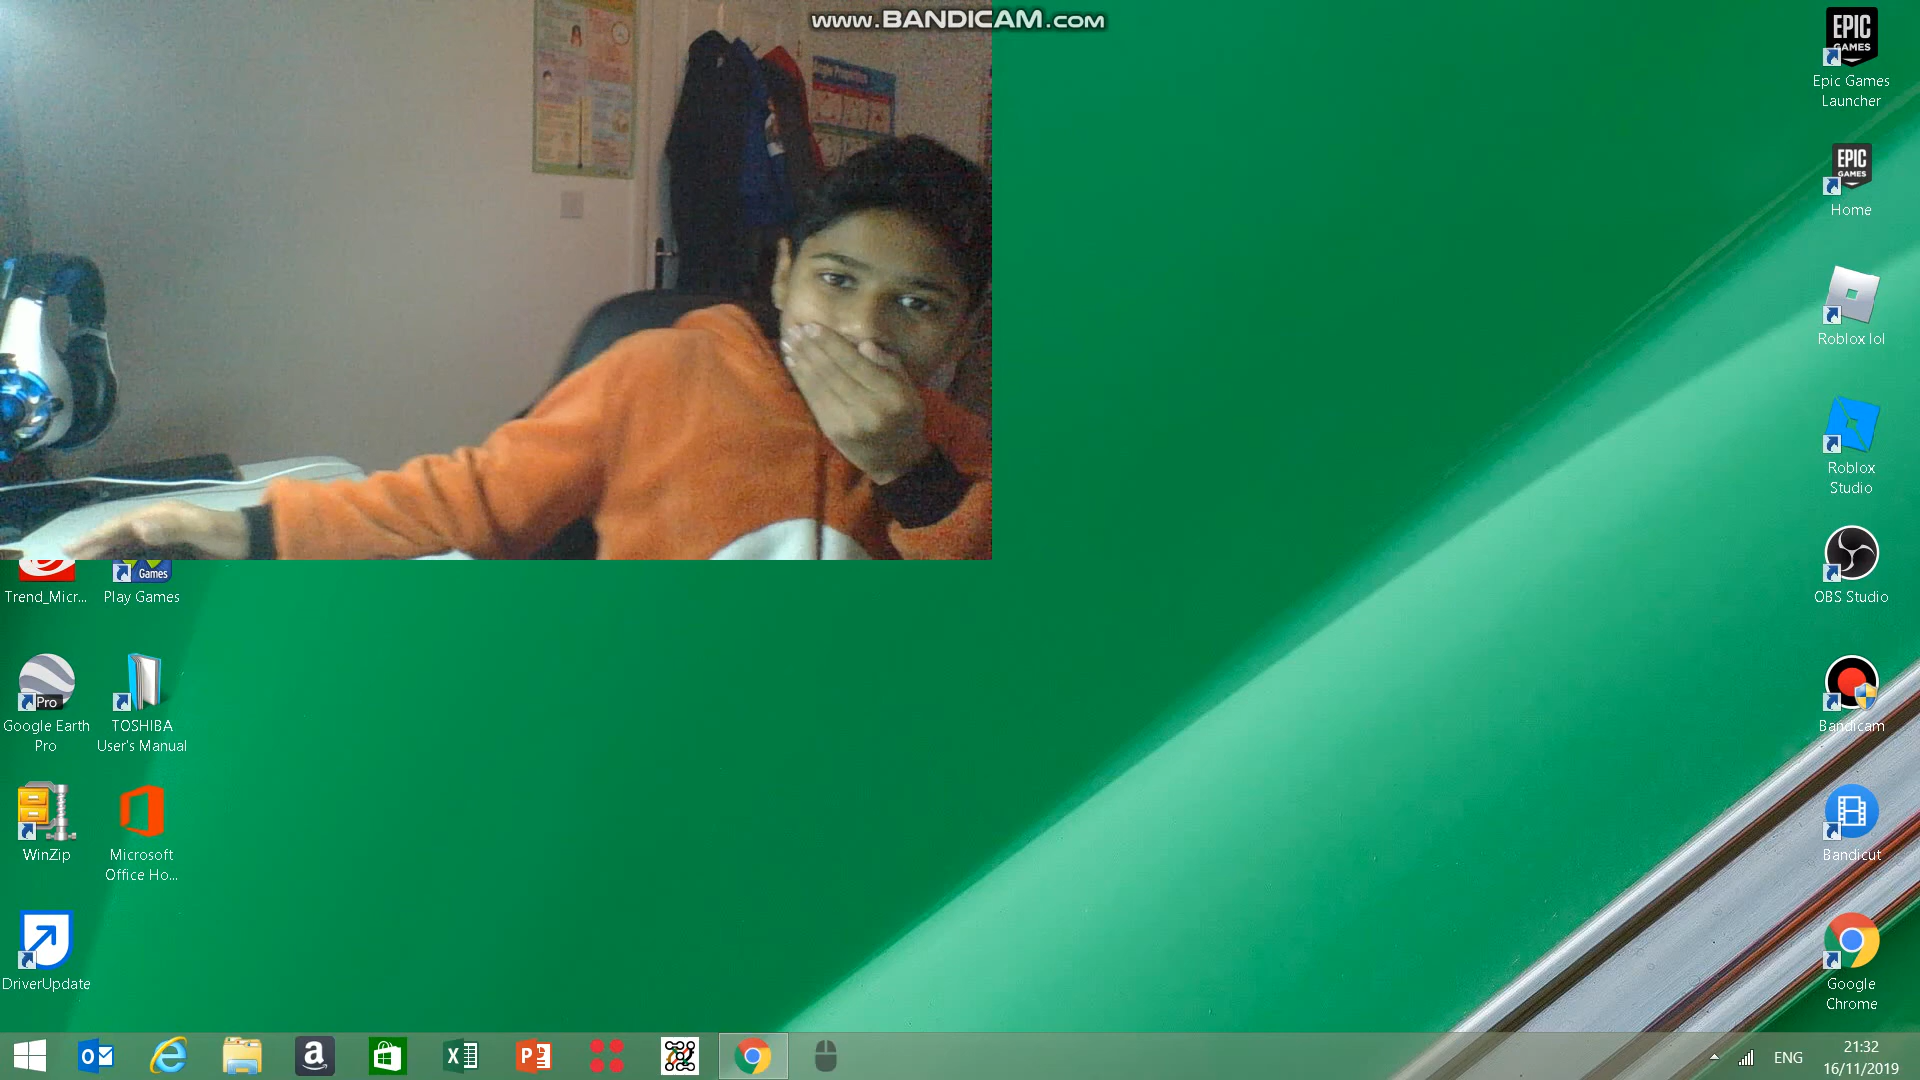 www.BANDICAM.com
EPIC
GAMES
Epic Games
Launcher
EPIC
GAMES
Home
Roblox lol
Roblox
Studio
OBS Studio
Games
Trend_Micr...
Play Games
Pro
Google Earth
Pro
TOSHIBA
User's Manual
Bandicam
WinZip
Microsoft
Office Ho...
Bandicut
DriverUpdate
Google
Chrome
ENG
21:32
16/11/2019